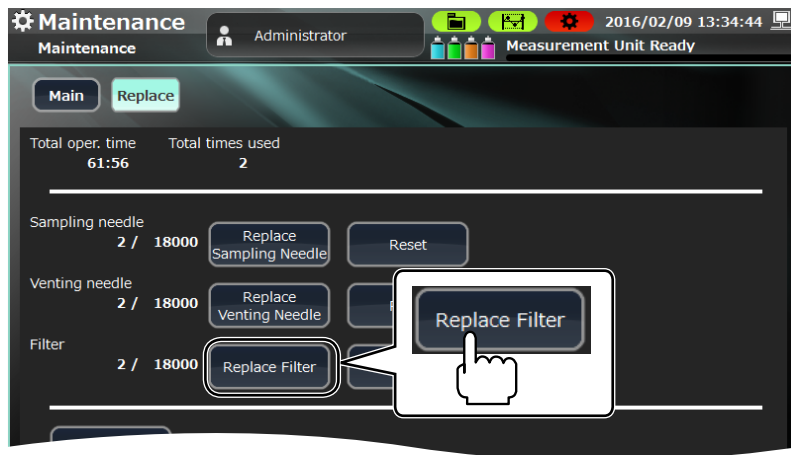 Maintenance
Administrator
2016/02/09 13:34:44
Maintenance
Measurement Unit Ready
Main
Replace
Total oper. time
Total times used
61:56
2
Sampling needle
2 / 18000
Replace
Sampling Needle
Reset
Venting needle
2 / 18000
Replace
Venting Needle
Replace Filter
Filter
2 / 18000
Replace Filter